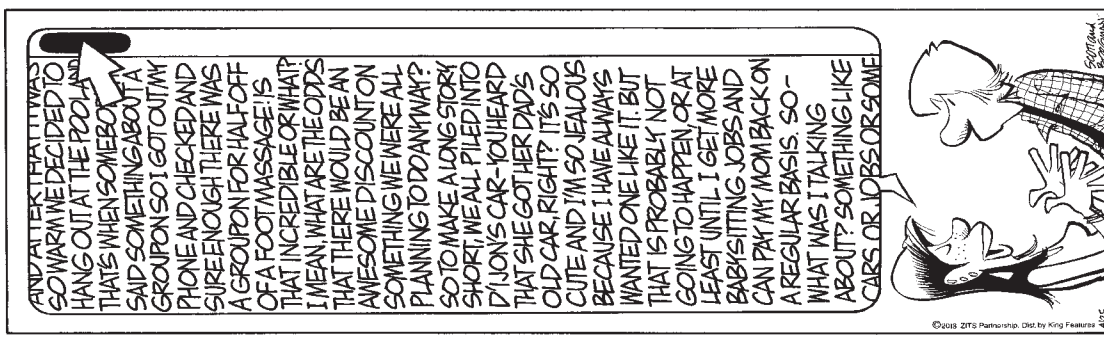 AND AFTER THAT IT WAS
SO WARM WE DECIDED TO
HANG OUT AT THE POOL AND
THAT'S WHEN SOMEBODY
SAID SOMETHING ABOUT A
GROUPON SO I GOT OUT MY
PHONE AND CHECKED AND
SURE ENOUGH THERE WAS
A GROUPON FOR HALF OFF
OF A FOOT MASSAGE! IS
THAT INCREDIBLE OR WHAT?
I MEAN, WHAT ARE THE ODDS
THAT THERE WOULD BE AN
AWESOME DISCOUNT ON
SOMETHING WE WERE ALL
PLANNING TO DO ANYWAY?
SO TO MAKE A LONG STORY
SHORT, WE ALL PILED INTO
D'IJON'S CAR-YOU HEARD
THAT SHE GOT HER DAD'S
OLD CAR, RIGHT? IT'S SO
CUTE AND I'M SO JEALOUS
BECAUSE I HAVE ALWAYS
WANTED ONE LIKE IT. BUT
THAT IS PROBABLY NOT
GOING TO HAPPEN, OR AT
LEAST UNTIL I GET MORE
BABYSITTING JOBS AND
CAN PAY MY MOM BACK ON
A REGULAR BASIS. SO-
WHAT WAS I TALKING
ABOUT? SOMETHING LIKE
CARS OR JOBS OR SOME
SCOTT and BORGMAN
©2013 ZITS Partnership. Dist. by King Features
4/25